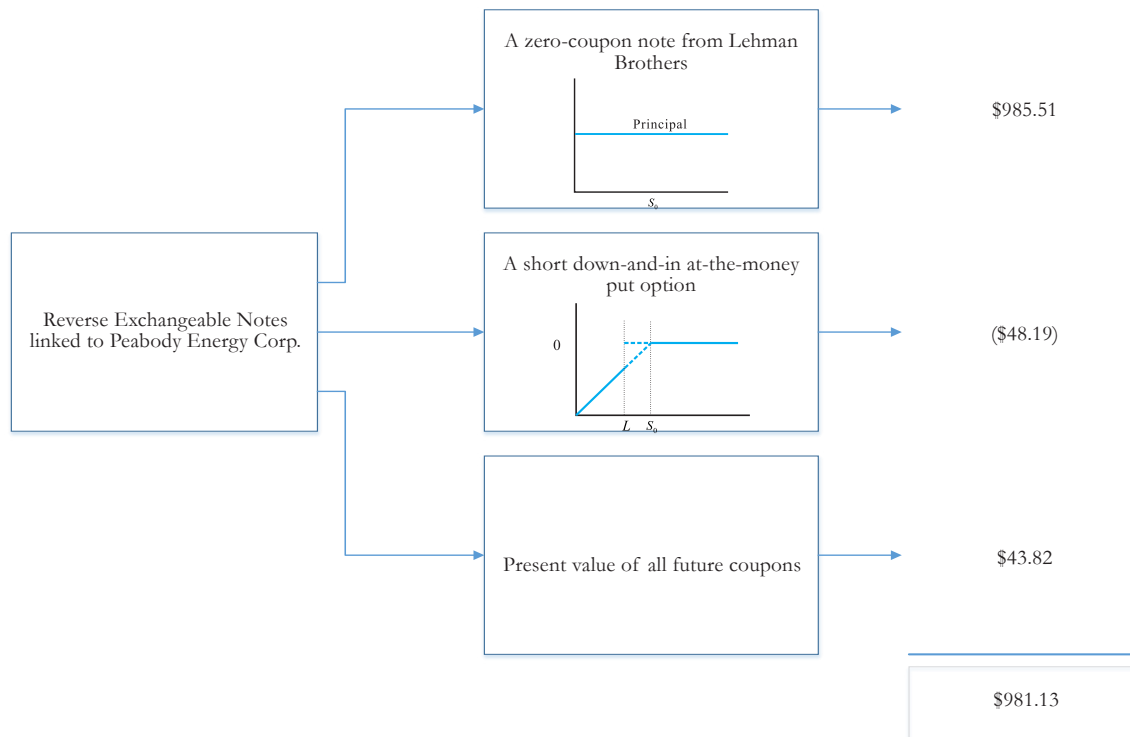 A zero-coupon note from Lehman
Brothers
Principal
S₀
$985.51
Reverse Exchangeable Notes
linked to Peabody Energy Corp.
A short down-and-in at-the-money
put option
0
L S₀
($48.19)
Present value of all future coupons
$43.82
$981.13